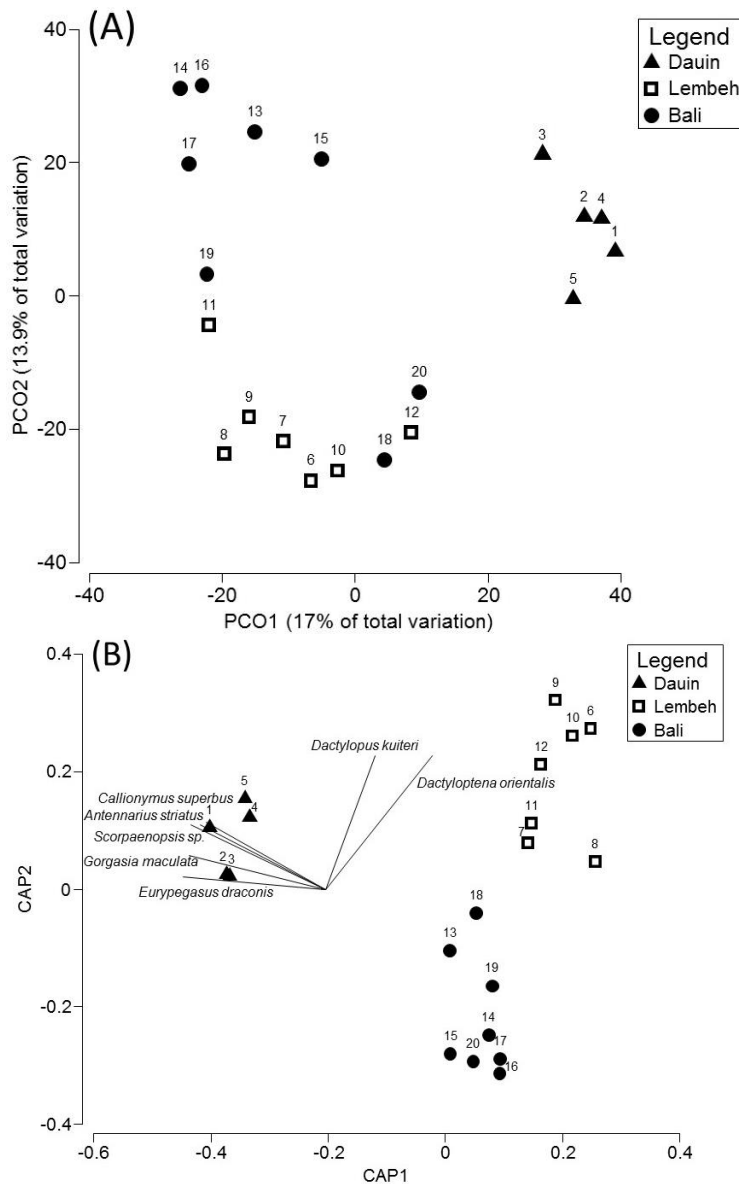 (A)
Legend
Dauin
Lembeh
Bali
40
20
0
-20
-40
PCO2 (13.9% of total variation)
14
16
13
15
17
3
2
4
1
5
19
11
20
9
7
12
8
6
10
18
-40
-20
0
20
40
PCO1 (17% of total variation)
(B)
Legend
Dauin
Lembeh
Bali
0.4
0.2
0
-0.2
-0.4
CAP2
9
6
10
12
Dactylopus kuiteri
Dactyloptena orientalis
5
Callionymus superbus
1
4
Antennarius striatus
Scorpaenopsis sp.
11
7
8
2
3
Gorgasia maculata
Eurypegasus draconis
18
13
19
14
15
20
17
16
-0.6
-0.4
-0.2
0
0.2
0.4
CAP1